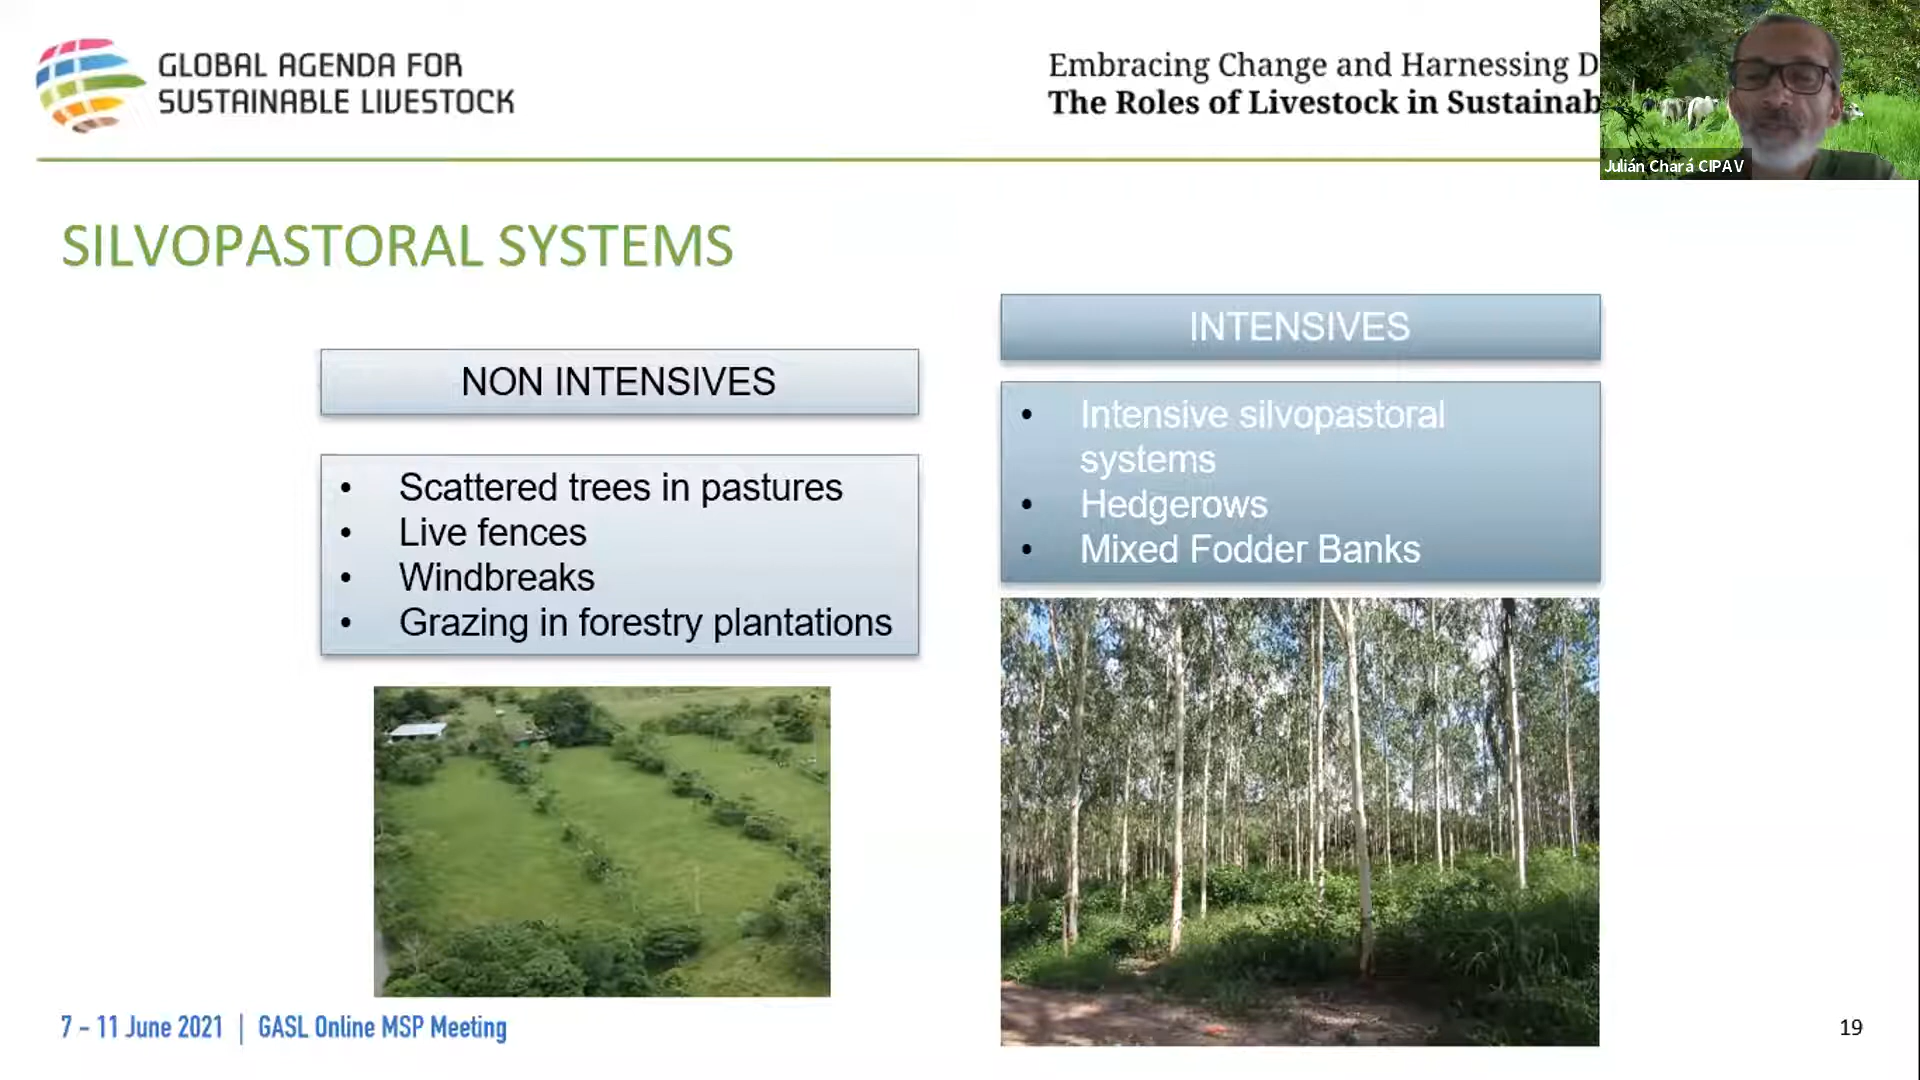 GLOBAL AGENDA FOR
SUSTAINABLE LIVESTOCK
Embracing Change and Harnessing D
The Roles of Livestock in Sustainab
Julián Chará CIPAV
SILVOPASTORAL SYSTEMS
NON INTENSIVES
• Scattered trees in pastures
• Live fences
• Windbreaks
• Grazing in forestry plantations
INTENSIVES
• Intensive silvopastoral
systems
• Hedgerows
• Mixed Fodder Banks
7 – 11 June 2021 | GASL Online MSP Meeting
19